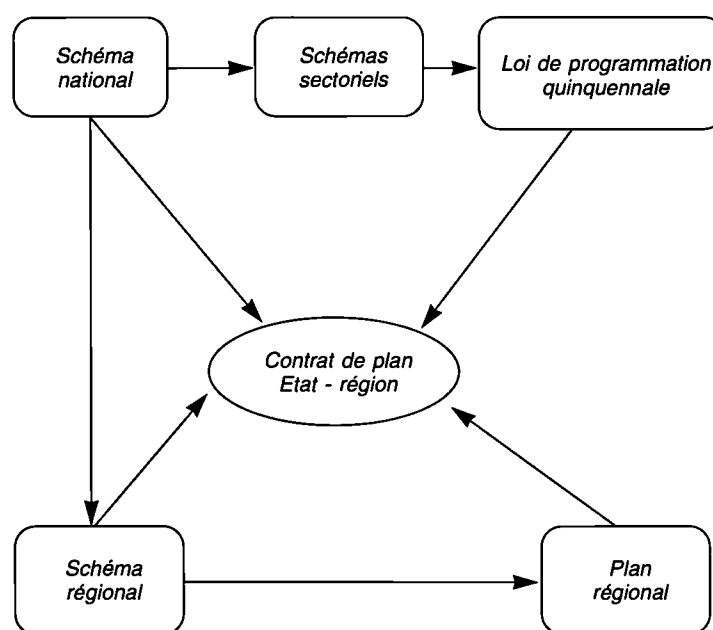 Schéma
national
Schémas
sectoriels
Loi de programmation
quinquennale
Contrat de plan
Etat - région
Schéma
régional
Plan
régional